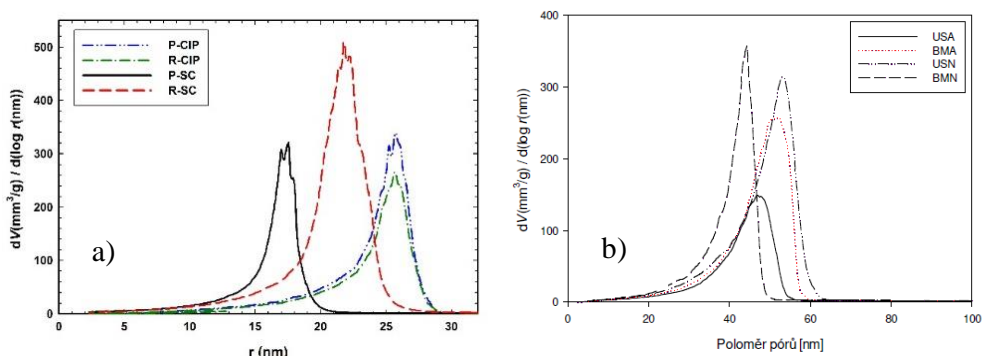 P-CIP
R-CIP
P-SC
R-SC
500
400
300
200
100
0
dV(mm³/g) / d(log r(nm))
a)
0 5 10 15 20 25 30
r (nm)
USA
BMA
USN
BMN
400
300
200
100
0
dV(mm³/g) / d(log r(nm))
b)
0 20 40 60 80 100
Poloměr pórů [nm]